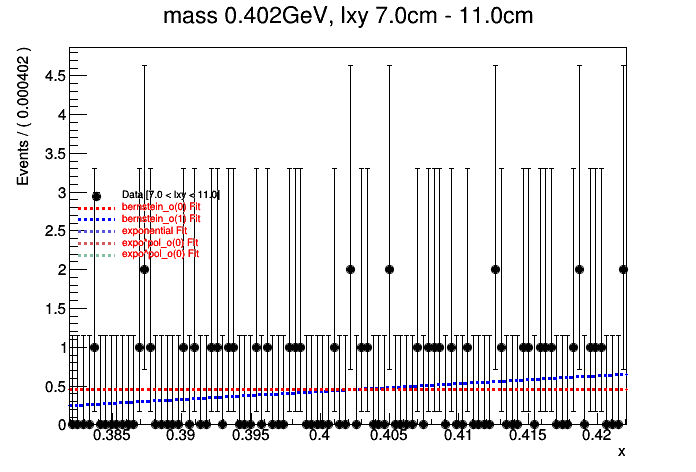 mass 0.402GeV, lxy 7.0cm - 11.0cm
Events / ( 0.000402 )
4.5
4
3.5
3
2.5
2
1.5
1
0.5
0
Data [7.0 < lxy < 11.0]
bernstein_o(0) Fit
bernstein_o(1) Fit
exponential Fit
expo*pol_o(0) Fit
expo*pol_o(0) Fit
0.385 0.39 0.395 0.4 0.405 0.41 0.415 0.42
x